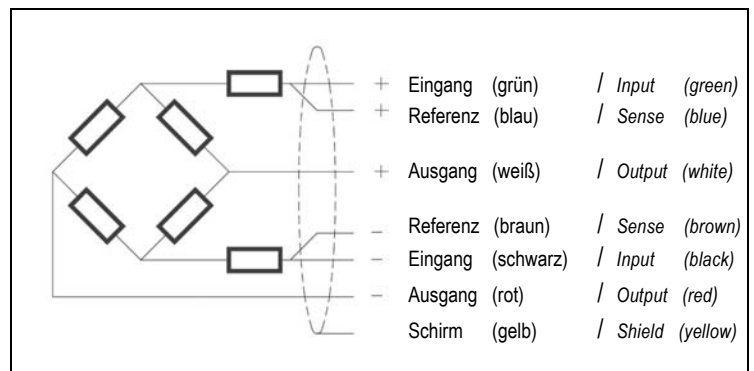 + Eingang (grün) / Input (green)
+ Referenz (blau) / Sense (blue)
+ Ausgang (weiß) / Output (white)
− Referenz (braun) / Sense (brown)
− Eingang (schwarz) / Input (black)
− Ausgang (rot) / Output (red)
Schirm (gelb) / Shield (yellow)